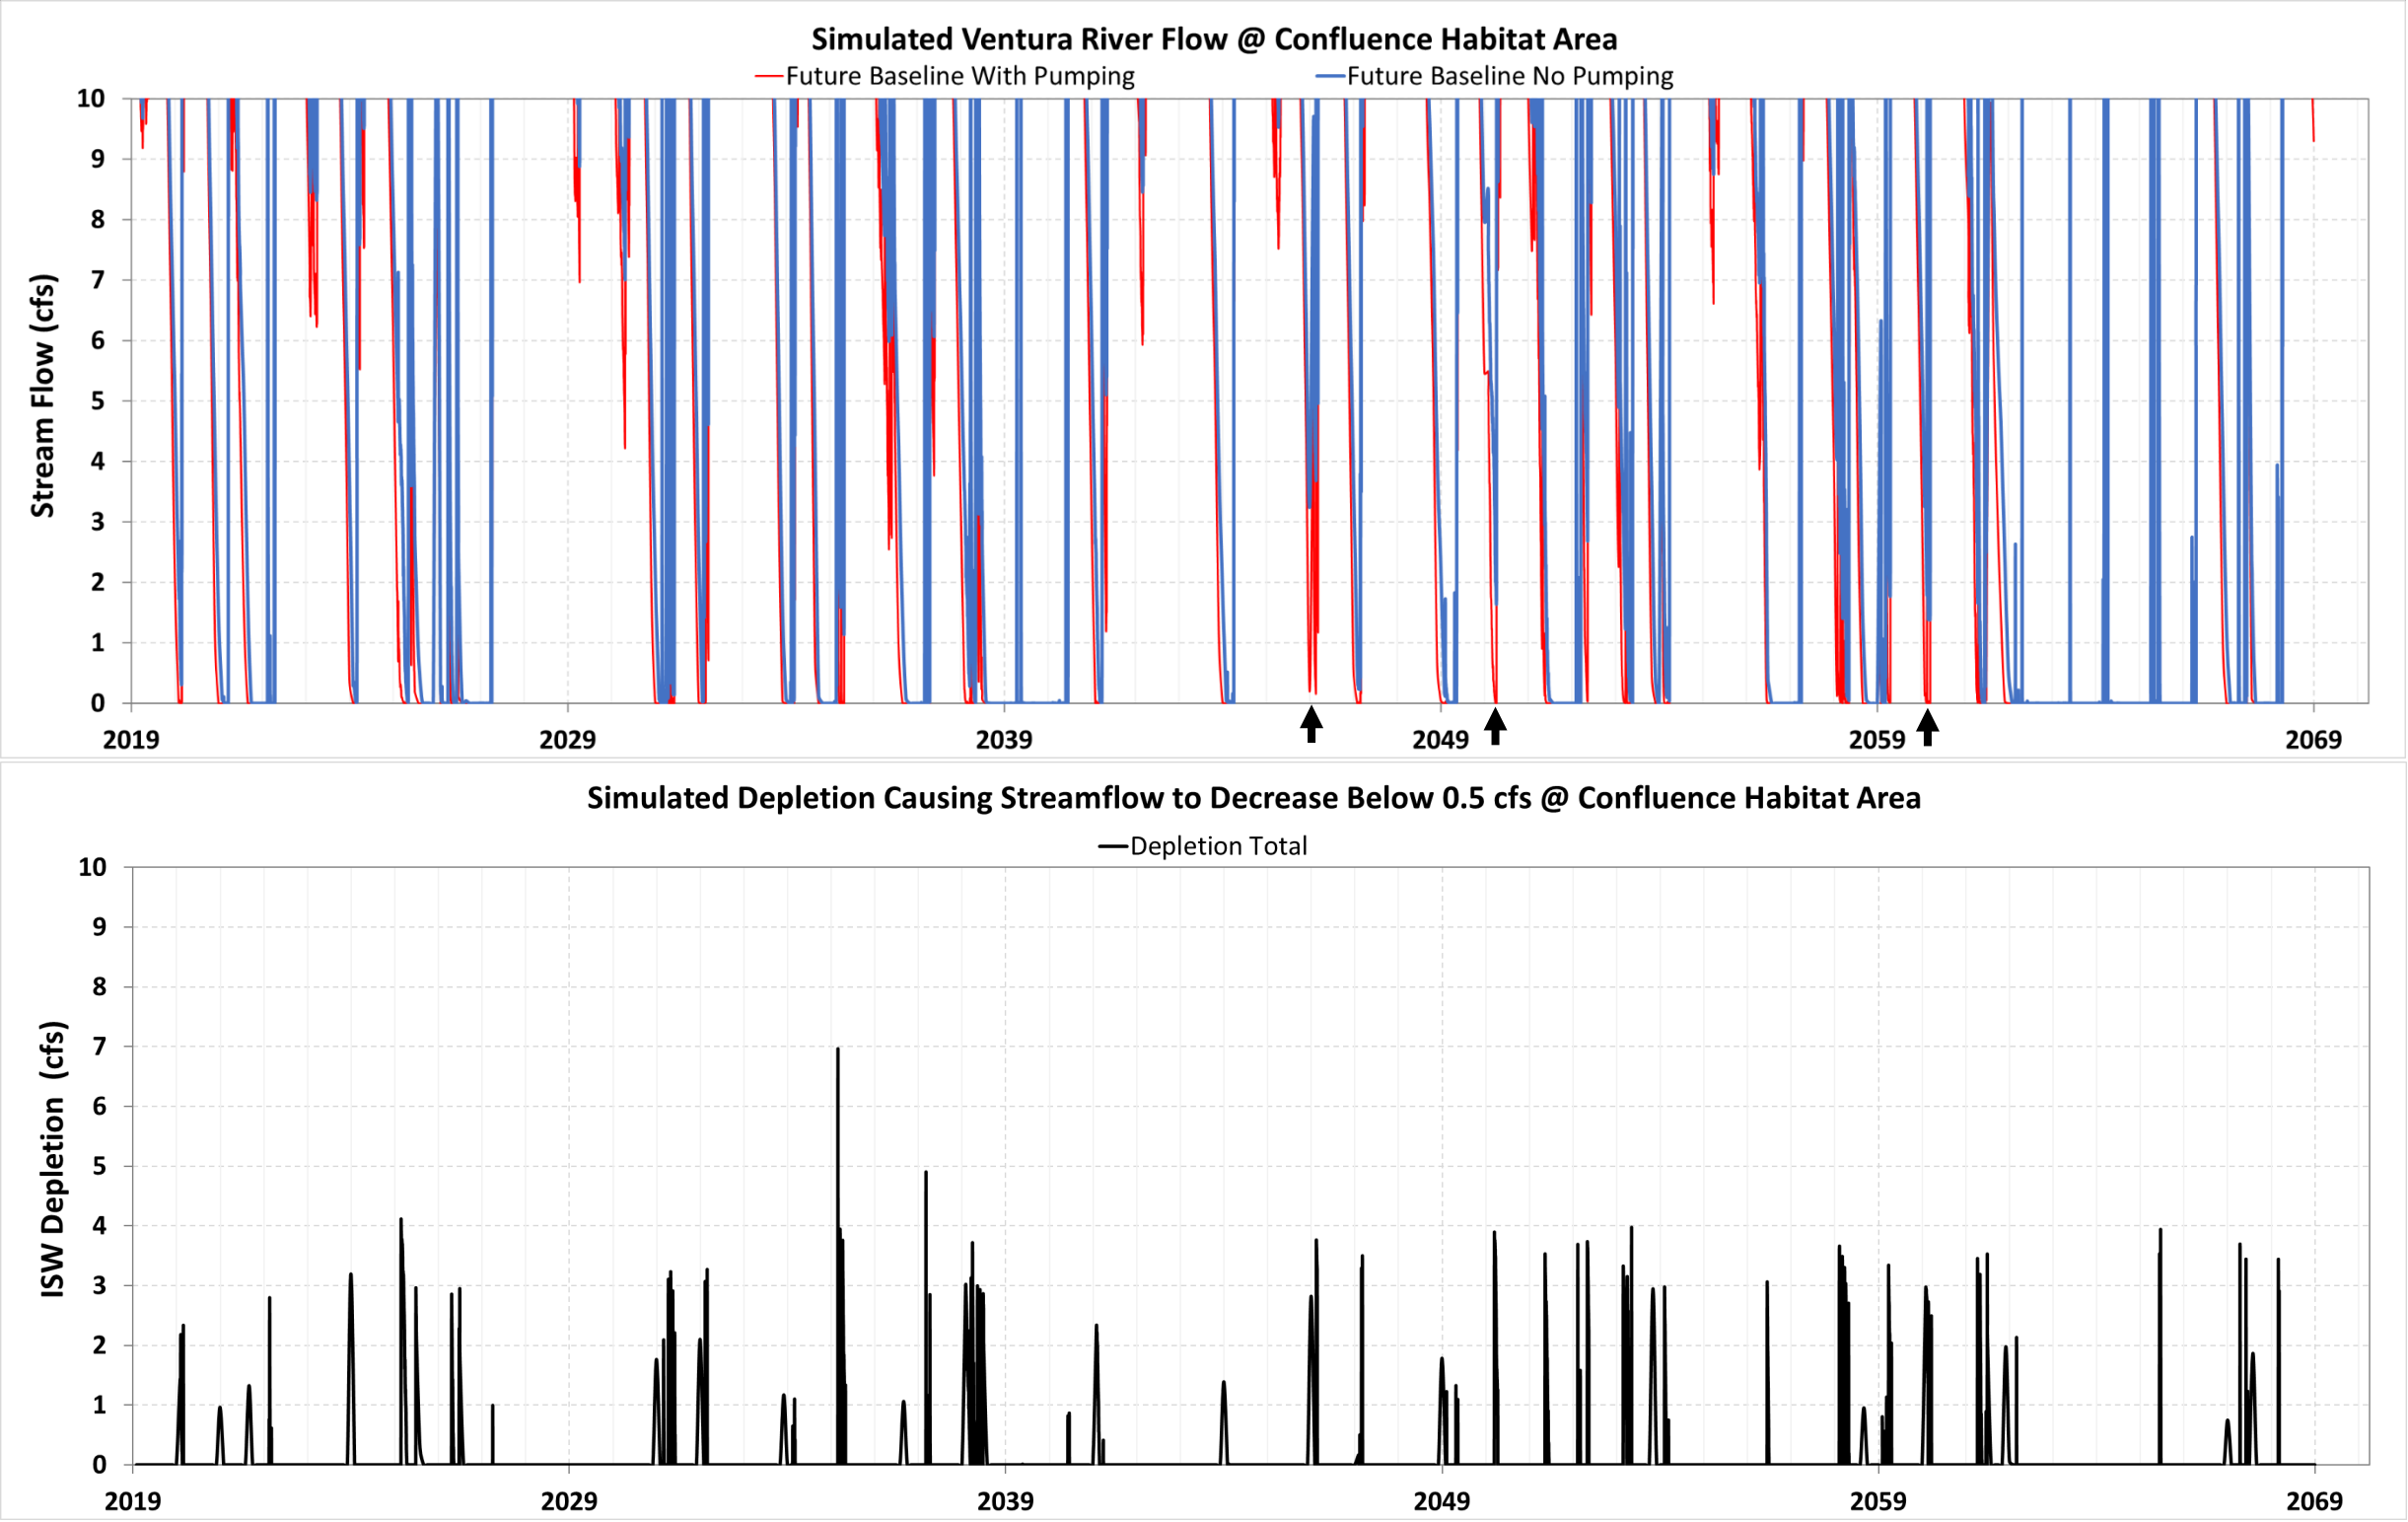 Simulated Ventura River Flow @ Confluence Habitat Area
Future Baseline With Pumping Future Baseline No Pumping
Stream Flow (cfs)
10
9
8
7
6
5
4
3
2
1
0
2019 2029 2039 2049 2059 2069
Simulated Depletion Causing Streamflow to Decrease Below 0.5 cfs @ Confluence Habitat Area
Depletion Total
ISW Depletion (cfs)
10
9
8
7
6
5
4
3
2
1
0
2019 2029 2039 2049 2059 2069